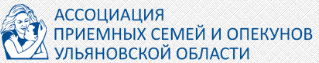 АССОЦИАЦИЯ
ПРИЕМНЫХ СЕМЕЙ И ОПЕКУНОВ
УЛЬЯНОВСКОЙ ОБЛАСТИ